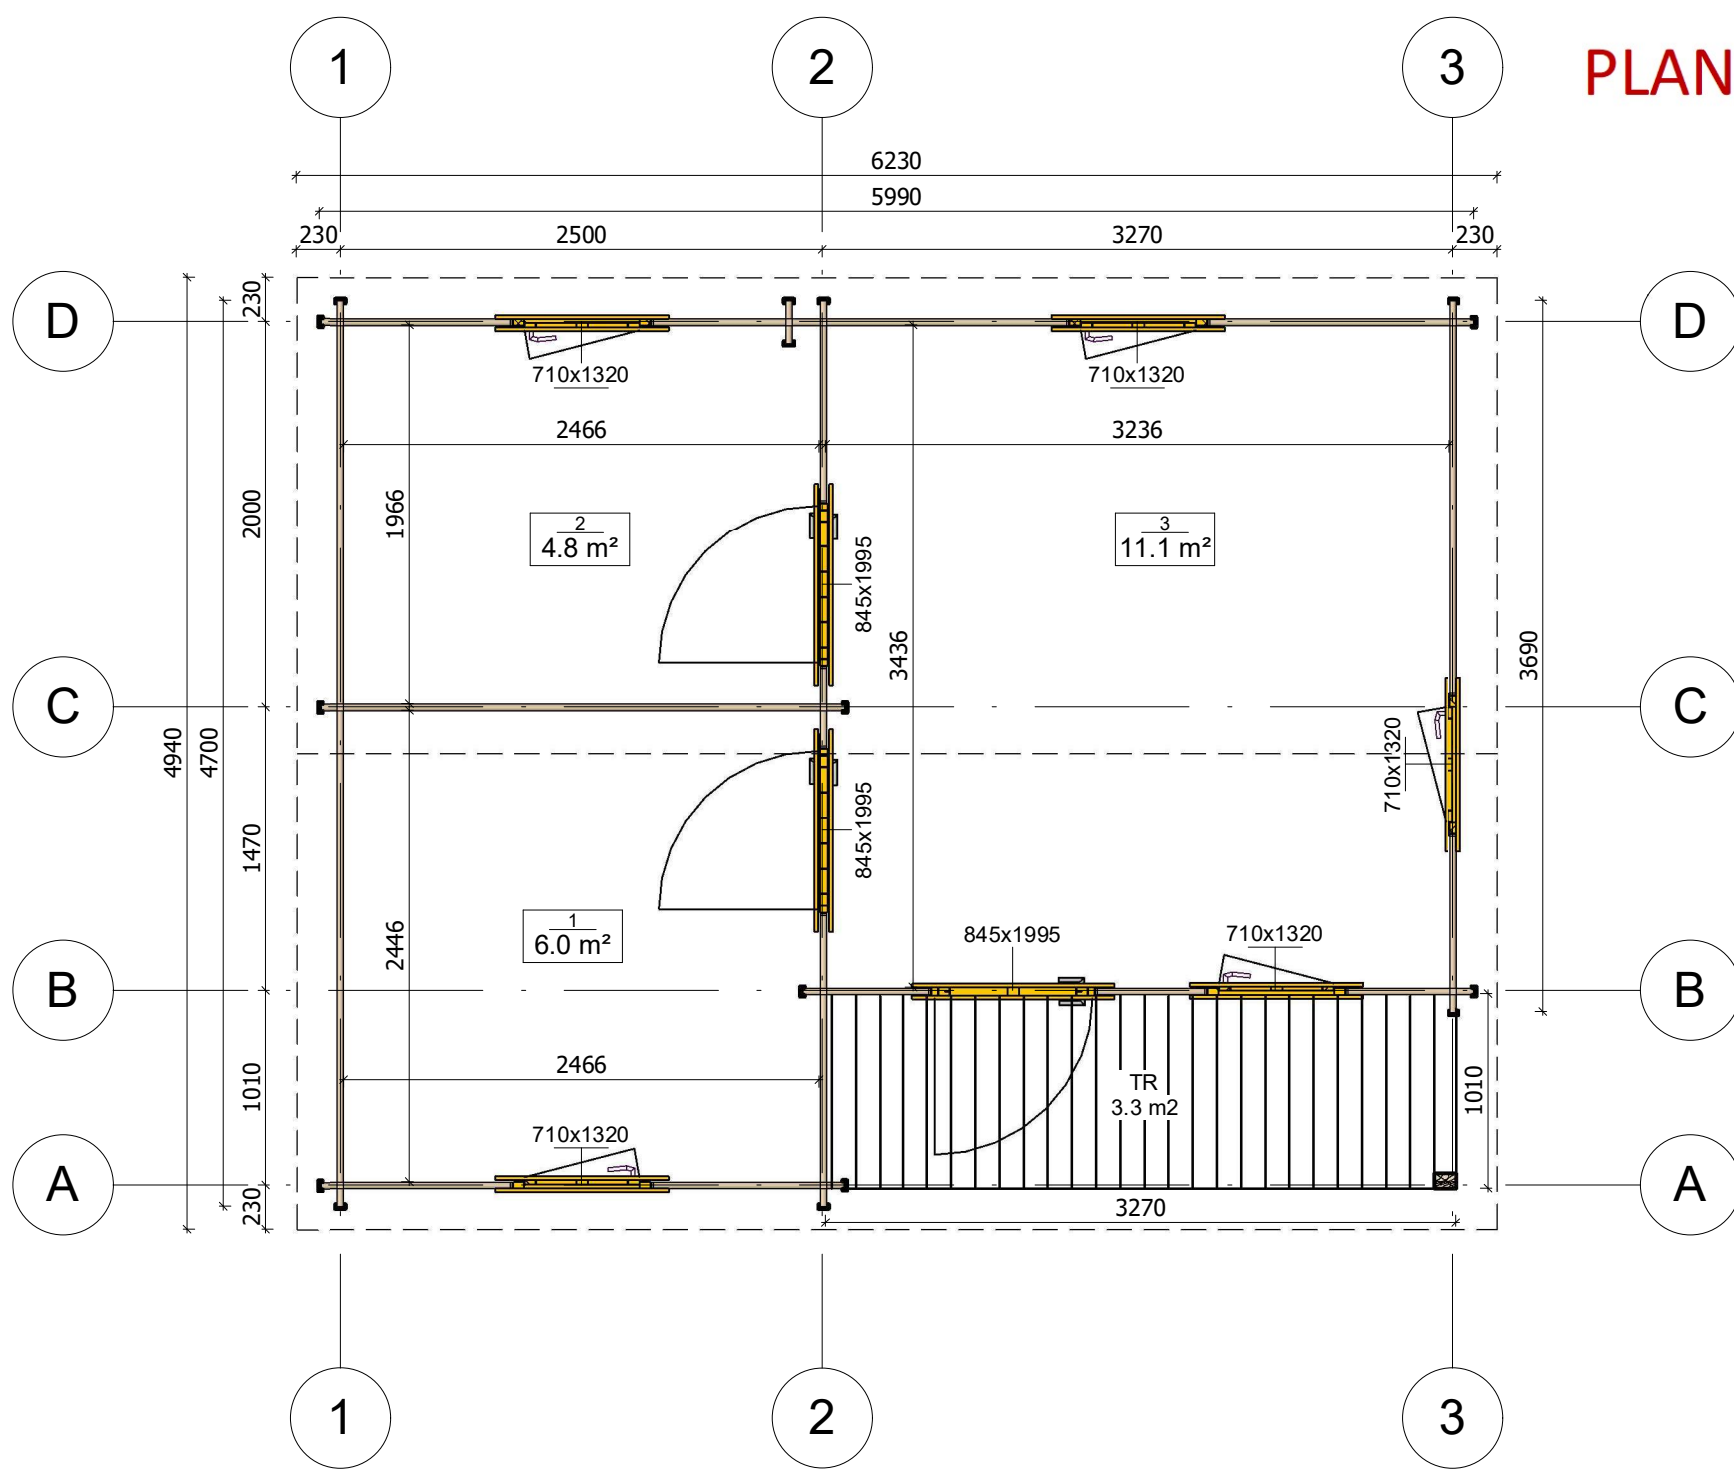 1
2
3
PLAN
6230
5990
230
2500
3270
230
D
D
230
710x1320
710x1320
2466
3236
1966
2000
2
4.8 m²
3
11.1 m²
845x1995
3436
3690
C
C
4940
4700
710x1320
1470
845x1995
1
6.0 m²
2446
845x1995
710x1320
B
B
2466
1010
TR
3.3 m2
1010
710x1320
A
A
230
3270
1
2
3